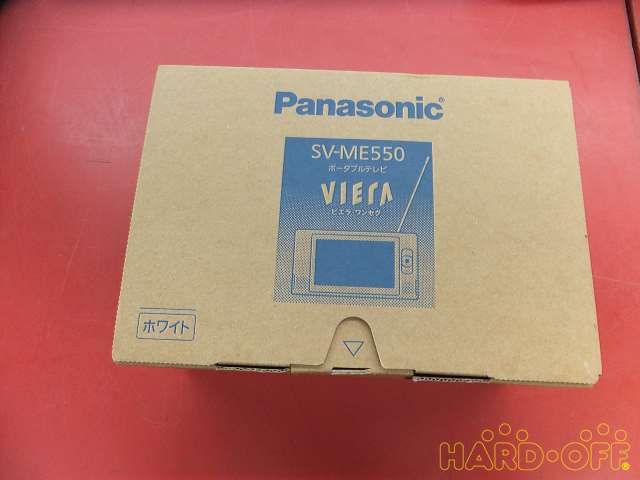 Panasonic®
SV-ME550
ポータブルテレビ
VIErA
ビエラ ワンセグ
ホワイト
HARD·OFF®